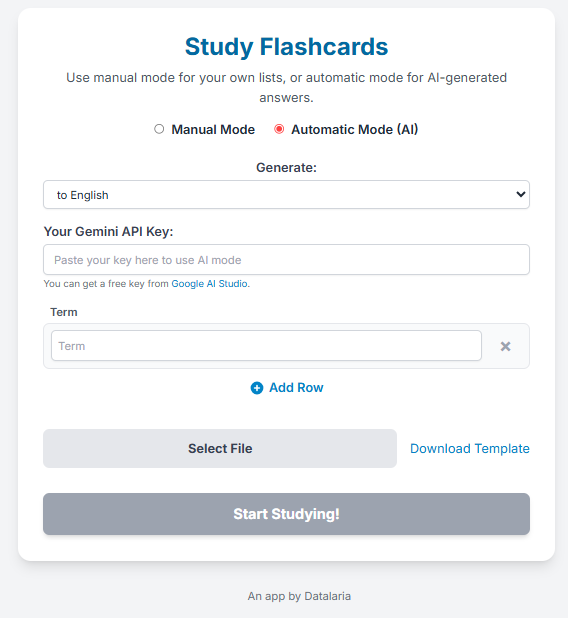 Study Flashcards
Use manual mode for your own lists, or automatic mode for AI-generated
answers.
Manual Mode Automatic Mode (AI)
Generate:
to English
Your Gemini API Key:
Paste your key here to use AI mode
You can get a free key from Google AI Studio.
Term
Term
Add Row
Select File Download Template
Start Studying!
An app by Datalaria